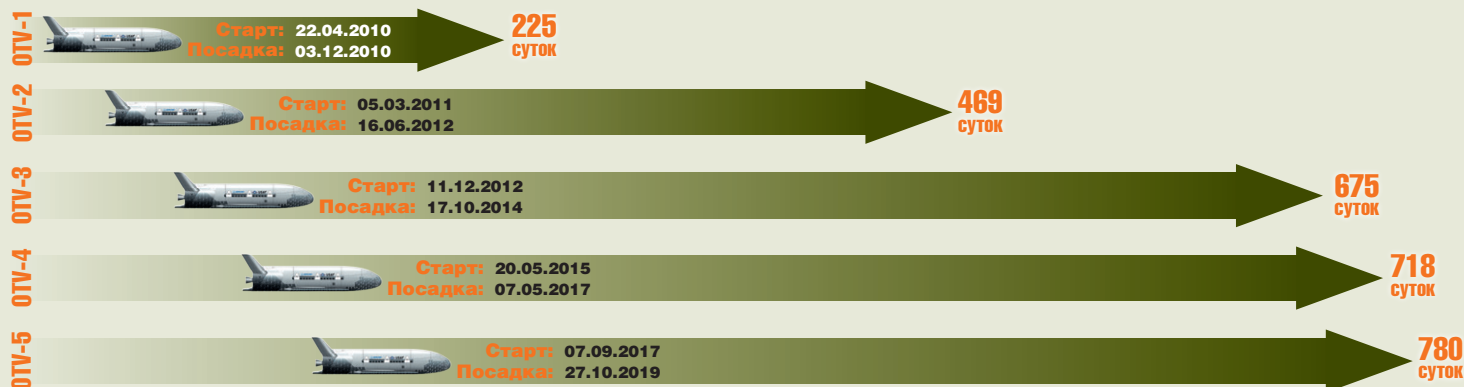 OTV-1
Старт: 22.04.2010
Посадка: 03.12.2010
225
суток
OTV-2
Старт: 05.03.2011
Посадка: 16.06.2012
469
суток
OTV-3
Старт: 11.12.2012
Посадка: 17.10.2014
675
суток
OTV-4
Старт: 20.05.2015
Посадка: 07.05.2017
718
суток
OTV-5
Старт: 07.09.2017
Посадка: 27.10.2019
780
суток